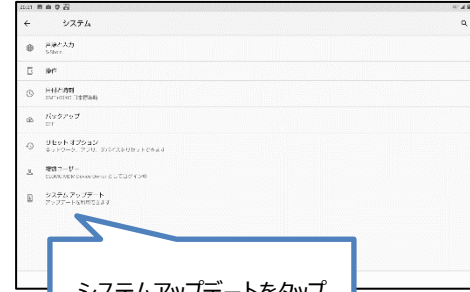 システム
言語と入力
操作
日付と時刻
バックアップ
リセット オプション
ネットワーク、アプリ、デバイスをリセットできます
複数ユーザー
システム アップデート
アップデートを利用できます
システムアップデートをタップ